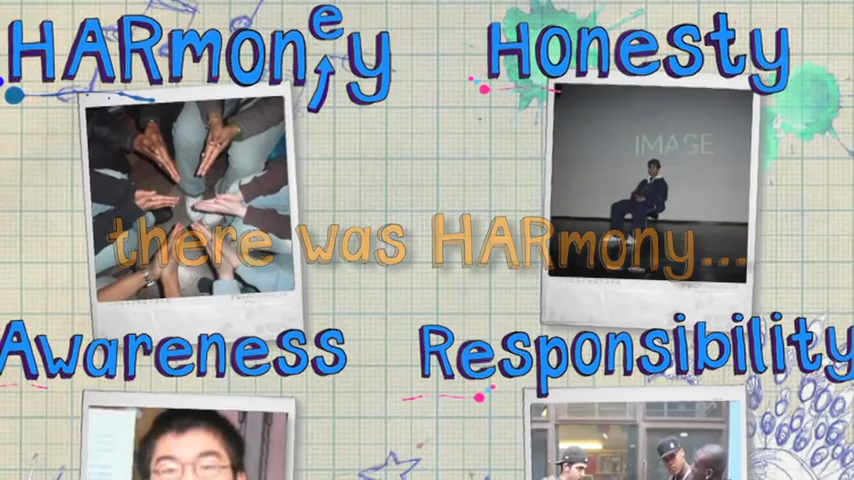 HARmoney
Honesty
IMAGE
there was HARmony...
Awareness
Responsibility